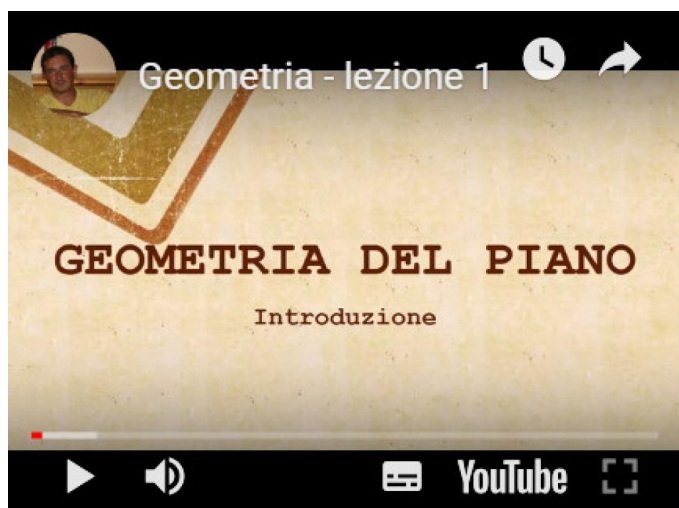 Geometria - lezione 1
GEOMETRIA DEL PIANO
Introduzione
YouTube